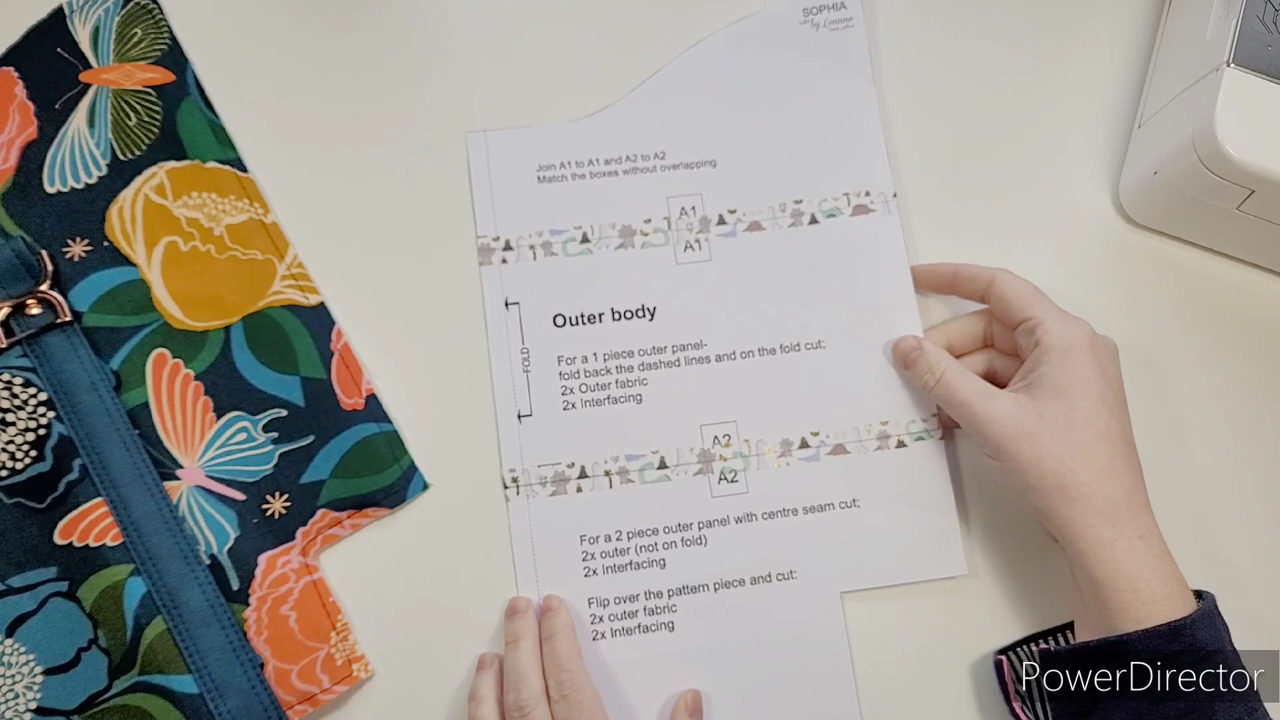 SOPHIA
by Leanne
Join A1 to A1 and A2 to A2
Match the boxes without overlapping
A1
A1
Outer body
FOLD
For a 1 piece outer panel-
fold back the dashed lines and on the fold cut;
2x Outer fabric
2x Interfacing
A2
A2
For a 2 piece outer panel with centre seam cut;
2x outer (not on fold)
2x Interfacing
Flip over the pattern piece and cut:
2x outer fabric
2x Interfacing
PowerDirector